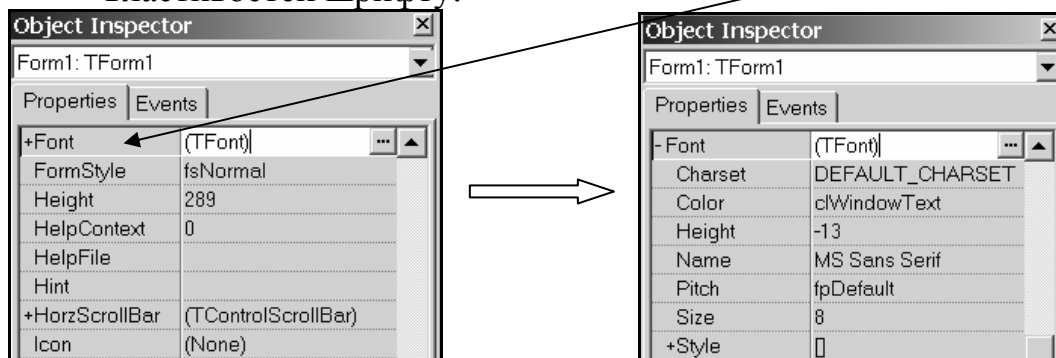 властивостей шрифту.
Object Inspector
Form1: TForm1
Properties Events
+Font (TFont) ...
FormStyle fsNormal
Height 289
HelpContext 0
HelpFile
Hint
+HorzScrollBar (TControlScrollBar)
Icon (None)
Object Inspector
Form1: TForm1
Properties Events
-Font (TFont) ...
Charset DEFAULT_CHARSET
Color clWindowText
Height -13
Name MS Sans Serif
Pitch fpDefault
Size 8
+Style []